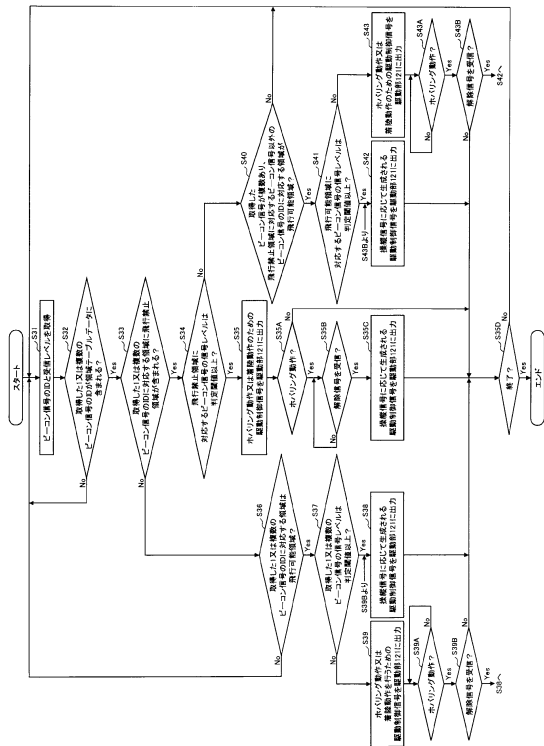 スタート
S31
ビーコン信号のIDと受信レベルを取得
S32
取得した1又は複数の
ビーコン信号のIDが領域テーブルデータに
含まれる?
No
Yes
S33
取得した1又は複数の
ビーコン信号のIDに対応する領域に飛行禁止
領域が含まれる?
No
Yes
S34
飛行禁止領域に
対応するビーコン信号の信号レベルは
判定閾値以上?
No
Yes
S35
ホバリング動作又は着陸動作のための
駆動制御信号を駆動部121に出力
S35A
ホバリング動作?
No
Yes
S35B
解除信号を受信?
No
Yes
S35C
操縦信号に応じて生成される
駆動制御信号を駆動部121に出力
S35D
終了?
No
Yes
エンド
S36
取得した1又は複数の
ビーコン信号のIDに対応する領域は
飛行可能領域?
No
Yes
S37
取得した1又は複数の
ビーコン信号の信号レベルは
判定閾値以上?
No
Yes
S39Bより
S38
操縦信号に応じて生成される
駆動制御信号を駆動部121に出力
S39
ホバリング動作又は
着陸動作を行うための
駆動制御信号を駆動部121に出力
S39A
ホバリング動作?
No
Yes
S39B
解除信号を受信?
No
Yes
S38へ
S40
取得した
ビーコン信号が複数あり、
飛行禁止領域に対応するビーコン信号以外の
ビーコン信号のIDに対応する領域が
飛行可能領域?
No
Yes
S41
飛行可能領域に
対応するビーコン信号の信号レベルは
判定閾値以上?
No
Yes
S43Bより
S42
操縦信号に応じて生成される
駆動制御信号を駆動部121に出力
S43
ホバリング動作又は
着陸動作のための駆動制御信号を
駆動部121に出力
S43A
ホバリング動作?
No
Yes
S43B
解除信号を受信?
No
Yes
S42へ